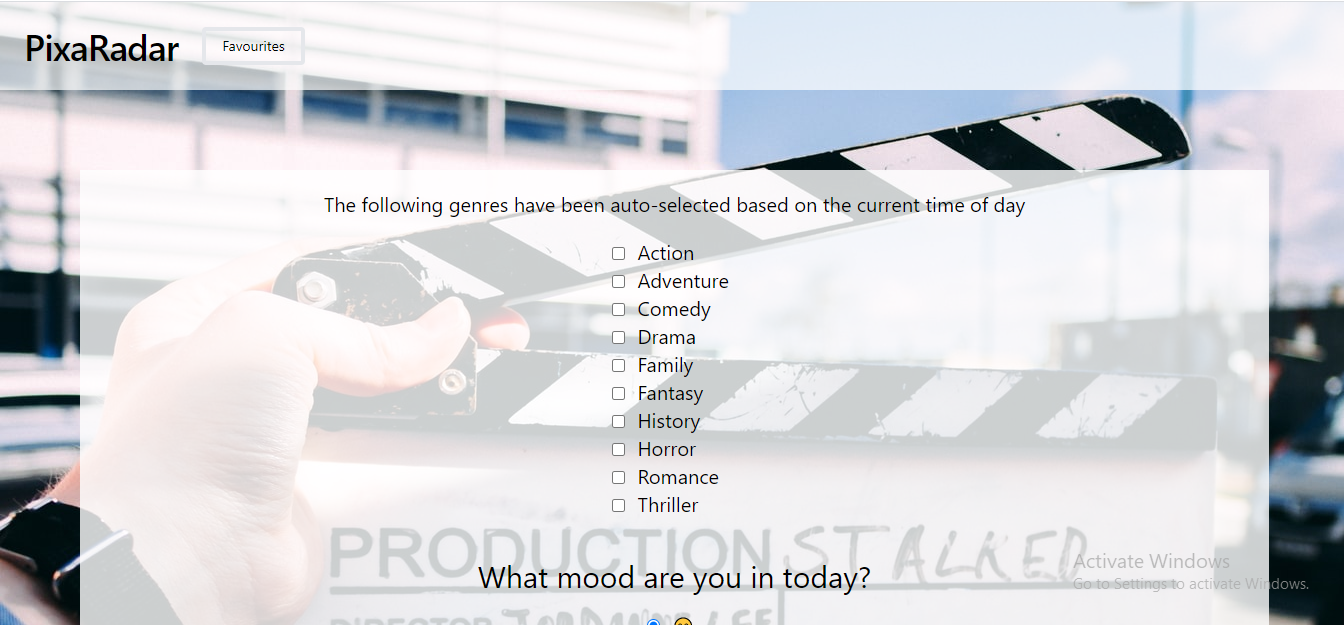 PixaRadar
Favourites
The following genres have been auto-selected based on the current time of day
Action
Adventure
Comedy
Drama
Family
Fantasy
History
Horror
Romance
Thriller
PRODUCTION STALKED
Activate Windows
What mood are you in today?
Go to Settings to activate Windows.
DIRECTOR